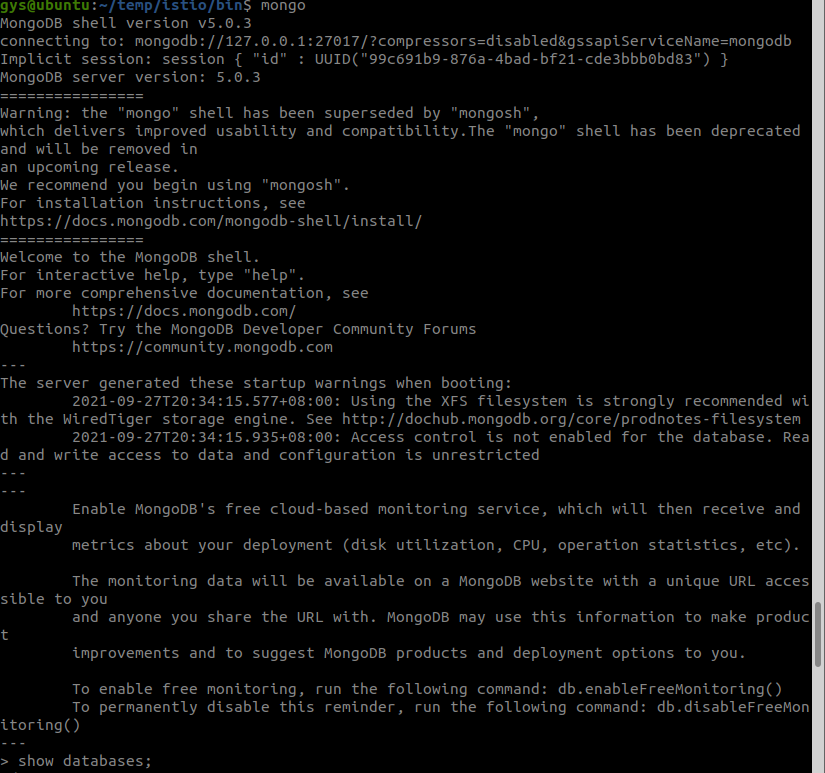 gys@ubuntu:~/temp/istio/bin$ mongo
MongoDB shell version v5.0.3
connecting to: mongodb://127.0.0.1:27017/?compressors=disabled&gssapiServiceName=mongodb
Implicit session: session { "id" : UUID("99c691b9-876a-4bad-bf21-cde3bbb0bd83") }
MongoDB server version: 5.0.3
================
Warning: the "mongo" shell has been superseded by "mongosh",
which delivers improved usability and compatibility.The "mongo" shell has been deprecated
and will be removed in
an upcoming release.
We recommend you begin using "mongosh".
For installation instructions, see
https://docs.mongodb.com/mongodb-shell/install/
================
Welcome to the MongoDB shell.
For interactive help, type "help".
For more comprehensive documentation, see
        https://docs.mongodb.com/
Questions? Try the MongoDB Developer Community Forums
        https://community.mongodb.com
---
The server generated these startup warnings when booting:
        2021-09-27T20:34:15.577+08:00: Using the XFS filesystem is strongly recommended wi
th the WiredTiger storage engine. See http://dochub.mongodb.org/core/prodnotes-filesystem
        2021-09-27T20:34:15.935+08:00: Access control is not enabled for the database. Rea
d and write access to data and configuration is unrestricted
---
---
        Enable MongoDB's free cloud-based monitoring service, which will then receive and
display
        metrics about your deployment (disk utilization, CPU, operation statistics, etc).

        The monitoring data will be available on a MongoDB website with a unique URL acces
sible to you
        and anyone you share the URL with. MongoDB may use this information to make produc
t
        improvements and to suggest MongoDB products and deployment options to you.

        To enable free monitoring, run the following command: db.enableFreeMonitoring()
        To permanently disable this reminder, run the following command: db.disableFreeMon
itoring()
---
> show databases;